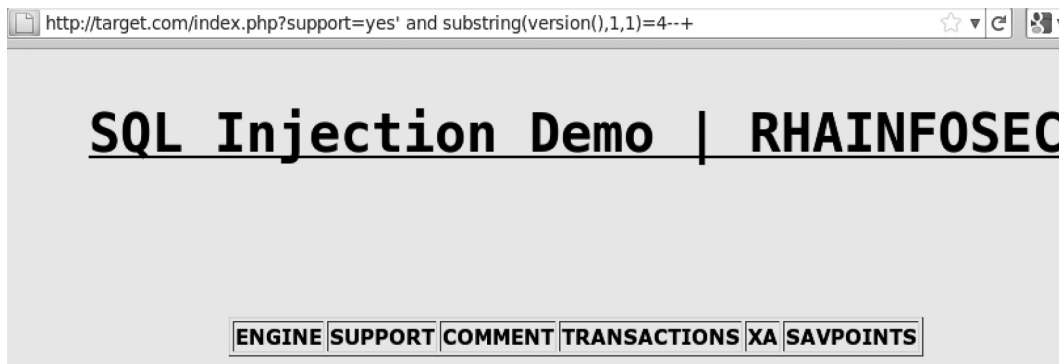 http://target.com/index.php?support=yes' and substring(version(),1,1)=4--+
SQL Injection Demo | RHAINFOSEC
ENGINE SUPPORT COMMENT TRANSACTIONS XA SAVPOINTS